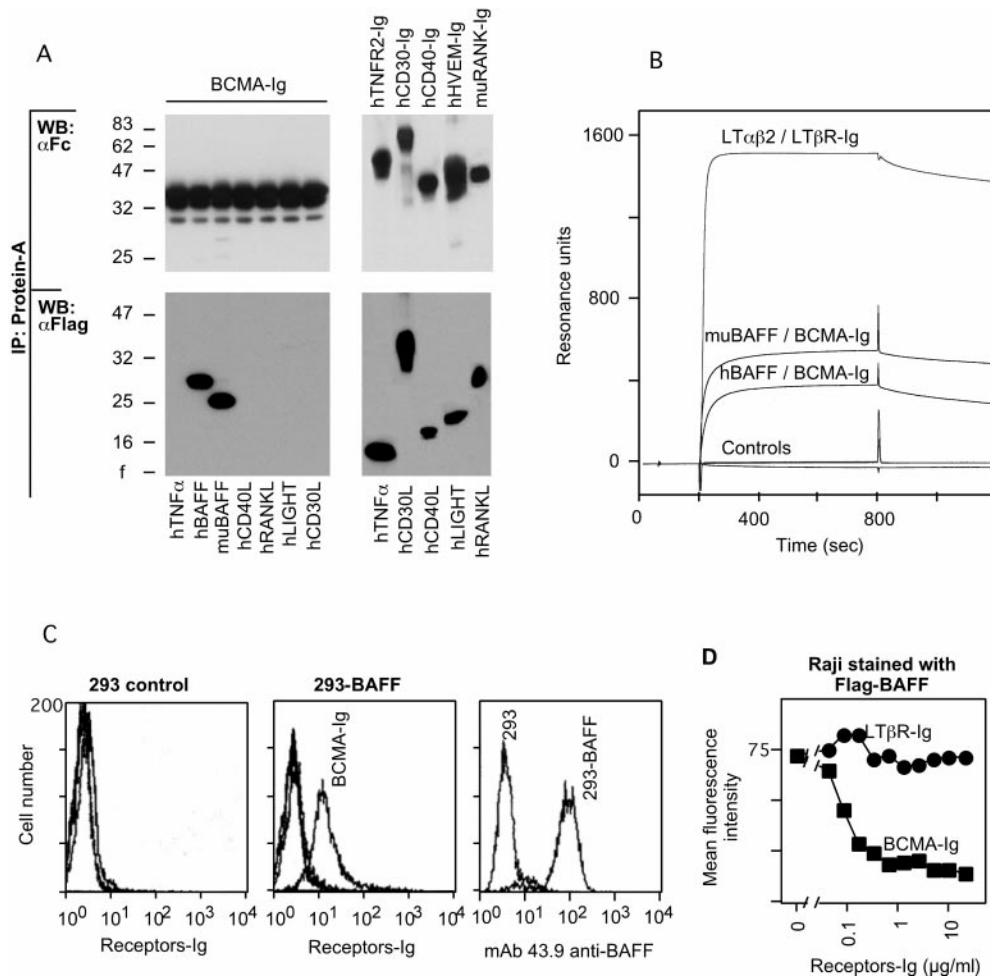 A
BCMA-Ig
hTNFR2-Ig
hCD30-Ig
hCD40-Ig
hHVEM-Ig
muRANK-Ig
IP: Protein-A
WB:
αFc
83
62
47
32
25
WB:
αFlag
47
32
25
16
f
hTNFα
hBAFF
muBAFF
hCD40L
hRANKL
hLIGHT
hCD30L
hTNFα
hCD30L
hCD40L
hLIGHT
hRANKL
B
Resonance units
1600
800
0
LTαβ2 / LTβR-Ig
muBAFF / BCMA-Ig
hBAFF / BCMA-Ig
Controls
0 400 800
Time (sec)
C
293 control
200
Cell number
100 101 102 103 104
Receptors-Ig
293-BAFF
BCMA-Ig
100 101 102 103 104
Receptors-Ig
293
293-BAFF
100 101 102 103 104
mAb 43.9 anti-BAFF
D
Raji stained with
Flag-BAFF
Mean fluorescence
intensity
75
LTβR-Ig
BCMA-Ig
0 0.1 1 10
Receptors-Ig (µg/ml)